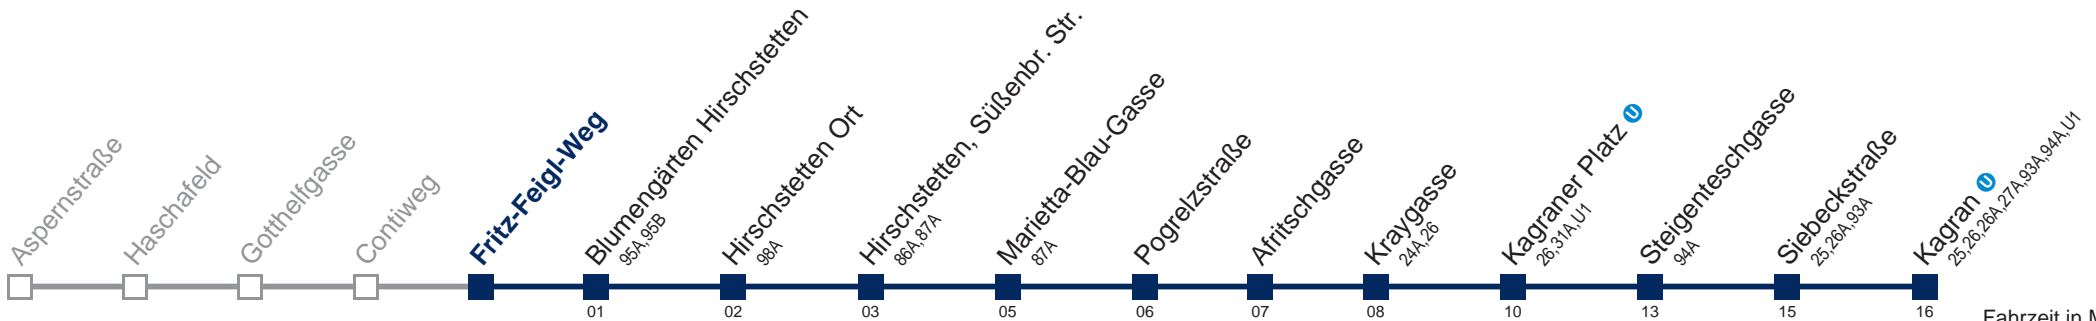 Aspernstraße
Haschafeld
Gotthelfgasse
Contiweg
Fritz-Feigl-Weg
Blumengärten Hirschstetten
95A,95B
Hirschstetten Ort
98A
Hirschstetten, Süßenbr. Str.
86A,87A
Marietta-Blau-Gasse
87A
Pogrelzstraße
Afritschgasse
Kraygasse
24A,26
Kagraner Platz U
26,31A,U1
Steigenteschgasse
94A
Siebeckstraße
25,26A,93A
Kagran U
25,26,26A,27A,93A,94A,U1
01 02 03 05 06 07 08 10 13 15 16
Fahrzeit in M